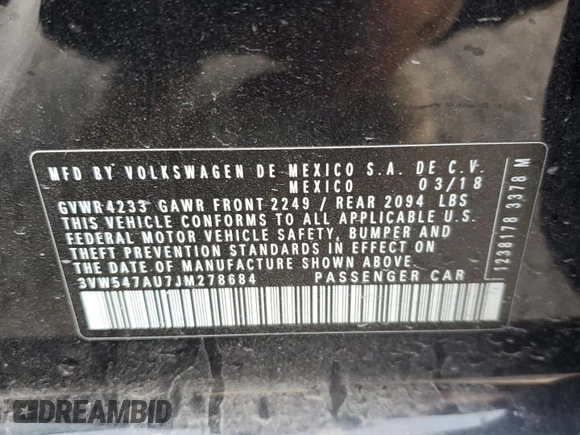 MFD BY VOLKSWAGEN DE MEXICO S.A. DE C.V.
MEXICO 03/18
GVWR 4233 GAWR FRONT 2249 / REAR 2094 LBS
THIS VEHICLE CONFORMS TO ALL APPLICABLE U.S.
FEDERAL MOTOR VEHICLE SAFETY, BUMPER AND
THEFT PREVENTION STANDARDS IN EFFECT ON
THE DATE OF MANUFACTURE SHOWN ABOVE.
3VW547AU7JM278684 PASSENGER CAR
1238178 3378 M
DREAMBID